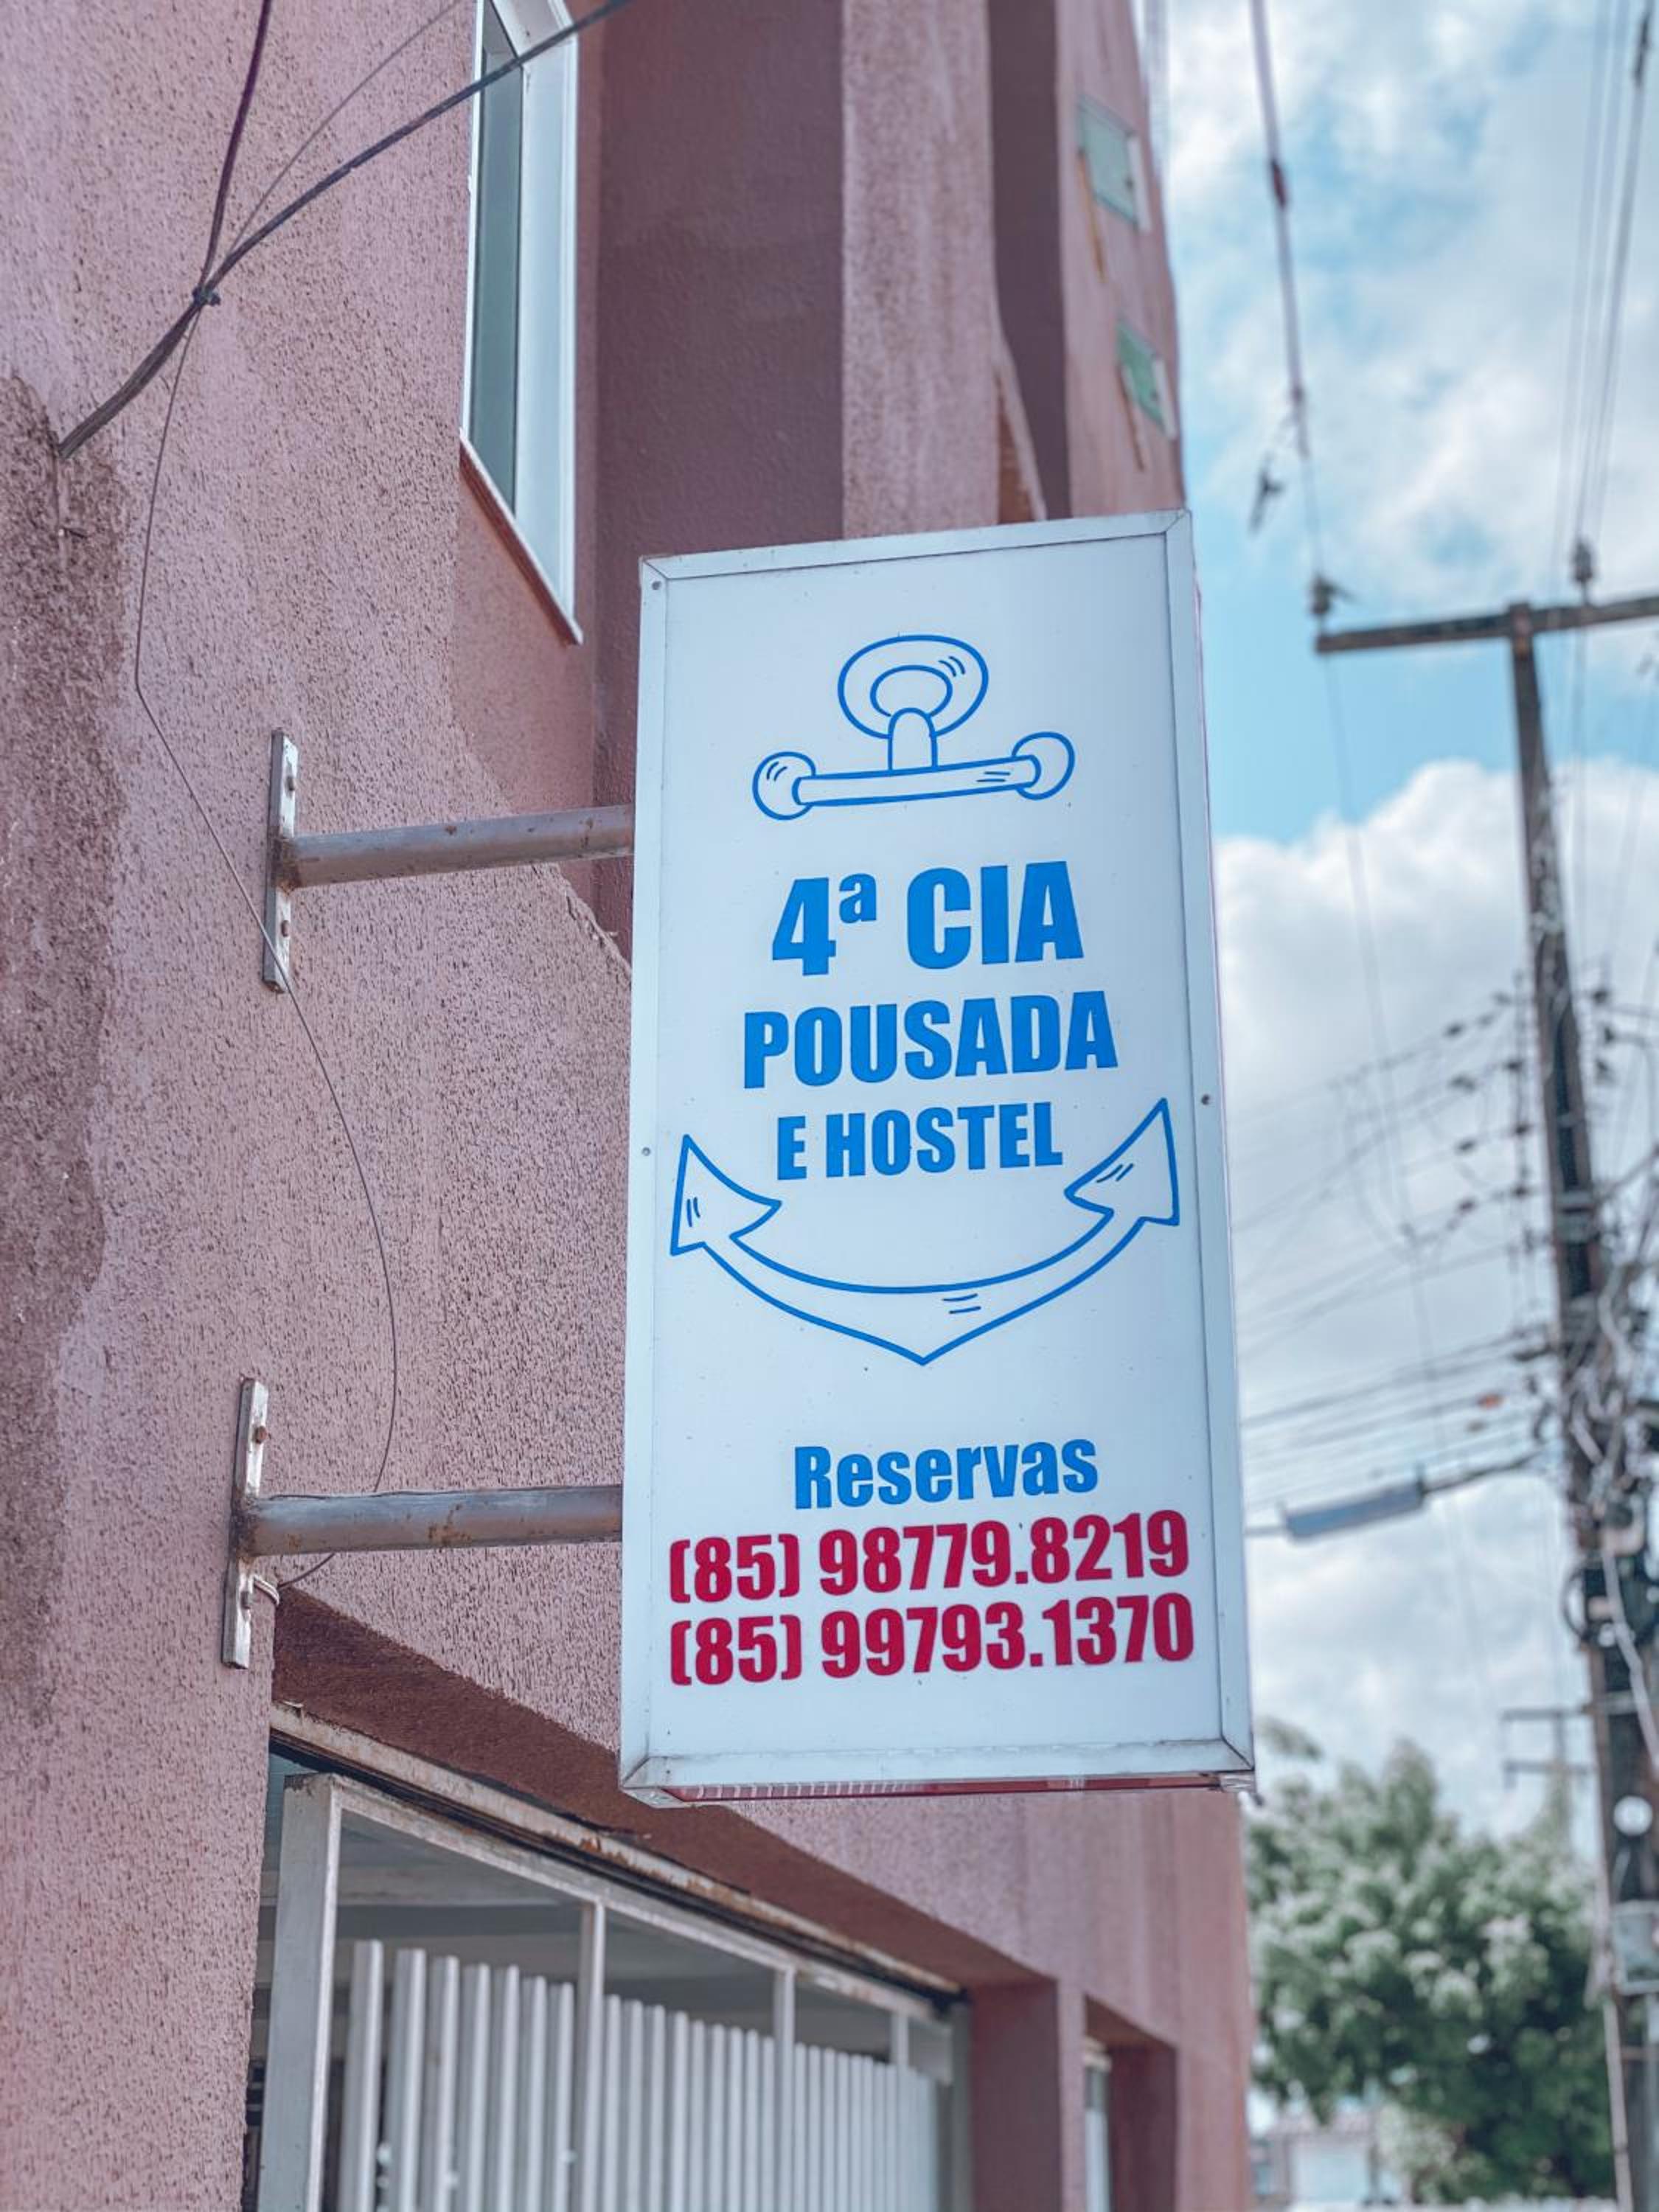 4ª CIA
POUSADA
E HOSTEL
Reservas
(85) 98779.8219
(85) 99793.1370